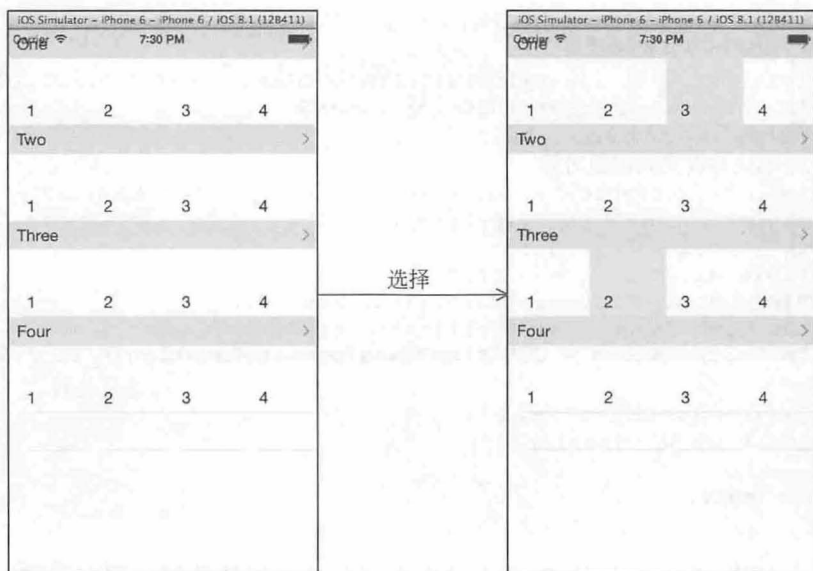 iOS Simulator – iPhone 6 – iPhone 6 / iOS 8.1 (12B411)
Carrier 7:30 PM
One
1 2 3 4
Two
1 2 3 4
Three
1 2 3 4
Four
1 2 3 4
选择
iOS Simulator – iPhone 6 – iPhone 6 / iOS 8.1 (12B411)
Carrier 7:30 PM
One
1 2 3 4
Two
1 2 3 4
Three
1 2 3 4
Four
1 2 3 4